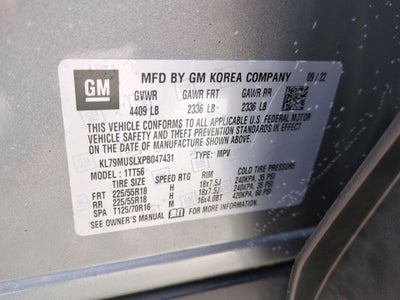 GM
MFD BY GM KOREA COMPANY 09/22
GVWR GAWR FRT GAWR RR
4409 LB 2336 LB 2336 LB
THIS VEHICLE CONFORMS TO ALL APPLICABLE U.S. FEDERAL MOTOR
VEHICLE SAFETY AND THEFT PREVENTION STANDARDS IN EFFECT
ON THE DATE OF MANUFACTURE SHOWN ABOVE.
KL79MUSLXPB047431 TYPE: MPV
MODEL: 1TT56
TIRE SIZE SPEED RTG RIM COLD TIRE PRESSURE
FRT 225/55R18 H 18x7.5J 240KPA, 35 PSI
RR 225/55R18 H 18x7.5J 240KPA, 35 PSI
SPA T125/70R16 M 16x4.0BT 420KPA, 60 PSI
SEE OWNER MANUAL FOR MORE INFORMATION.